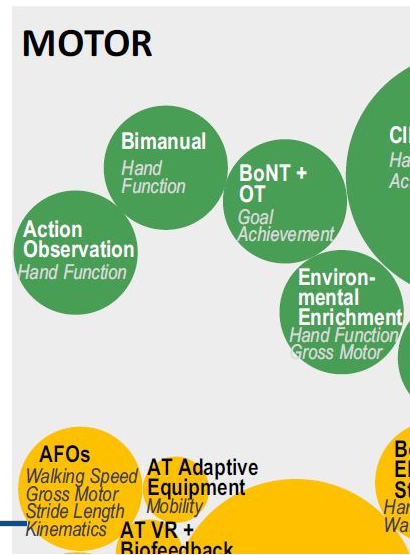 MOTOR
Bimanual
Hand
Function
BoNT +
OT
Goal
Achievement
Action
Observation
Hand Function
Environ-
mental
Enrichment
Hand Function
Gross Motor
AFOs
Walking Speed
Gross Motor
Stride Length
Kinematics
AT Adaptive
Equipment
Mobility
AT VR +
Biofeedback